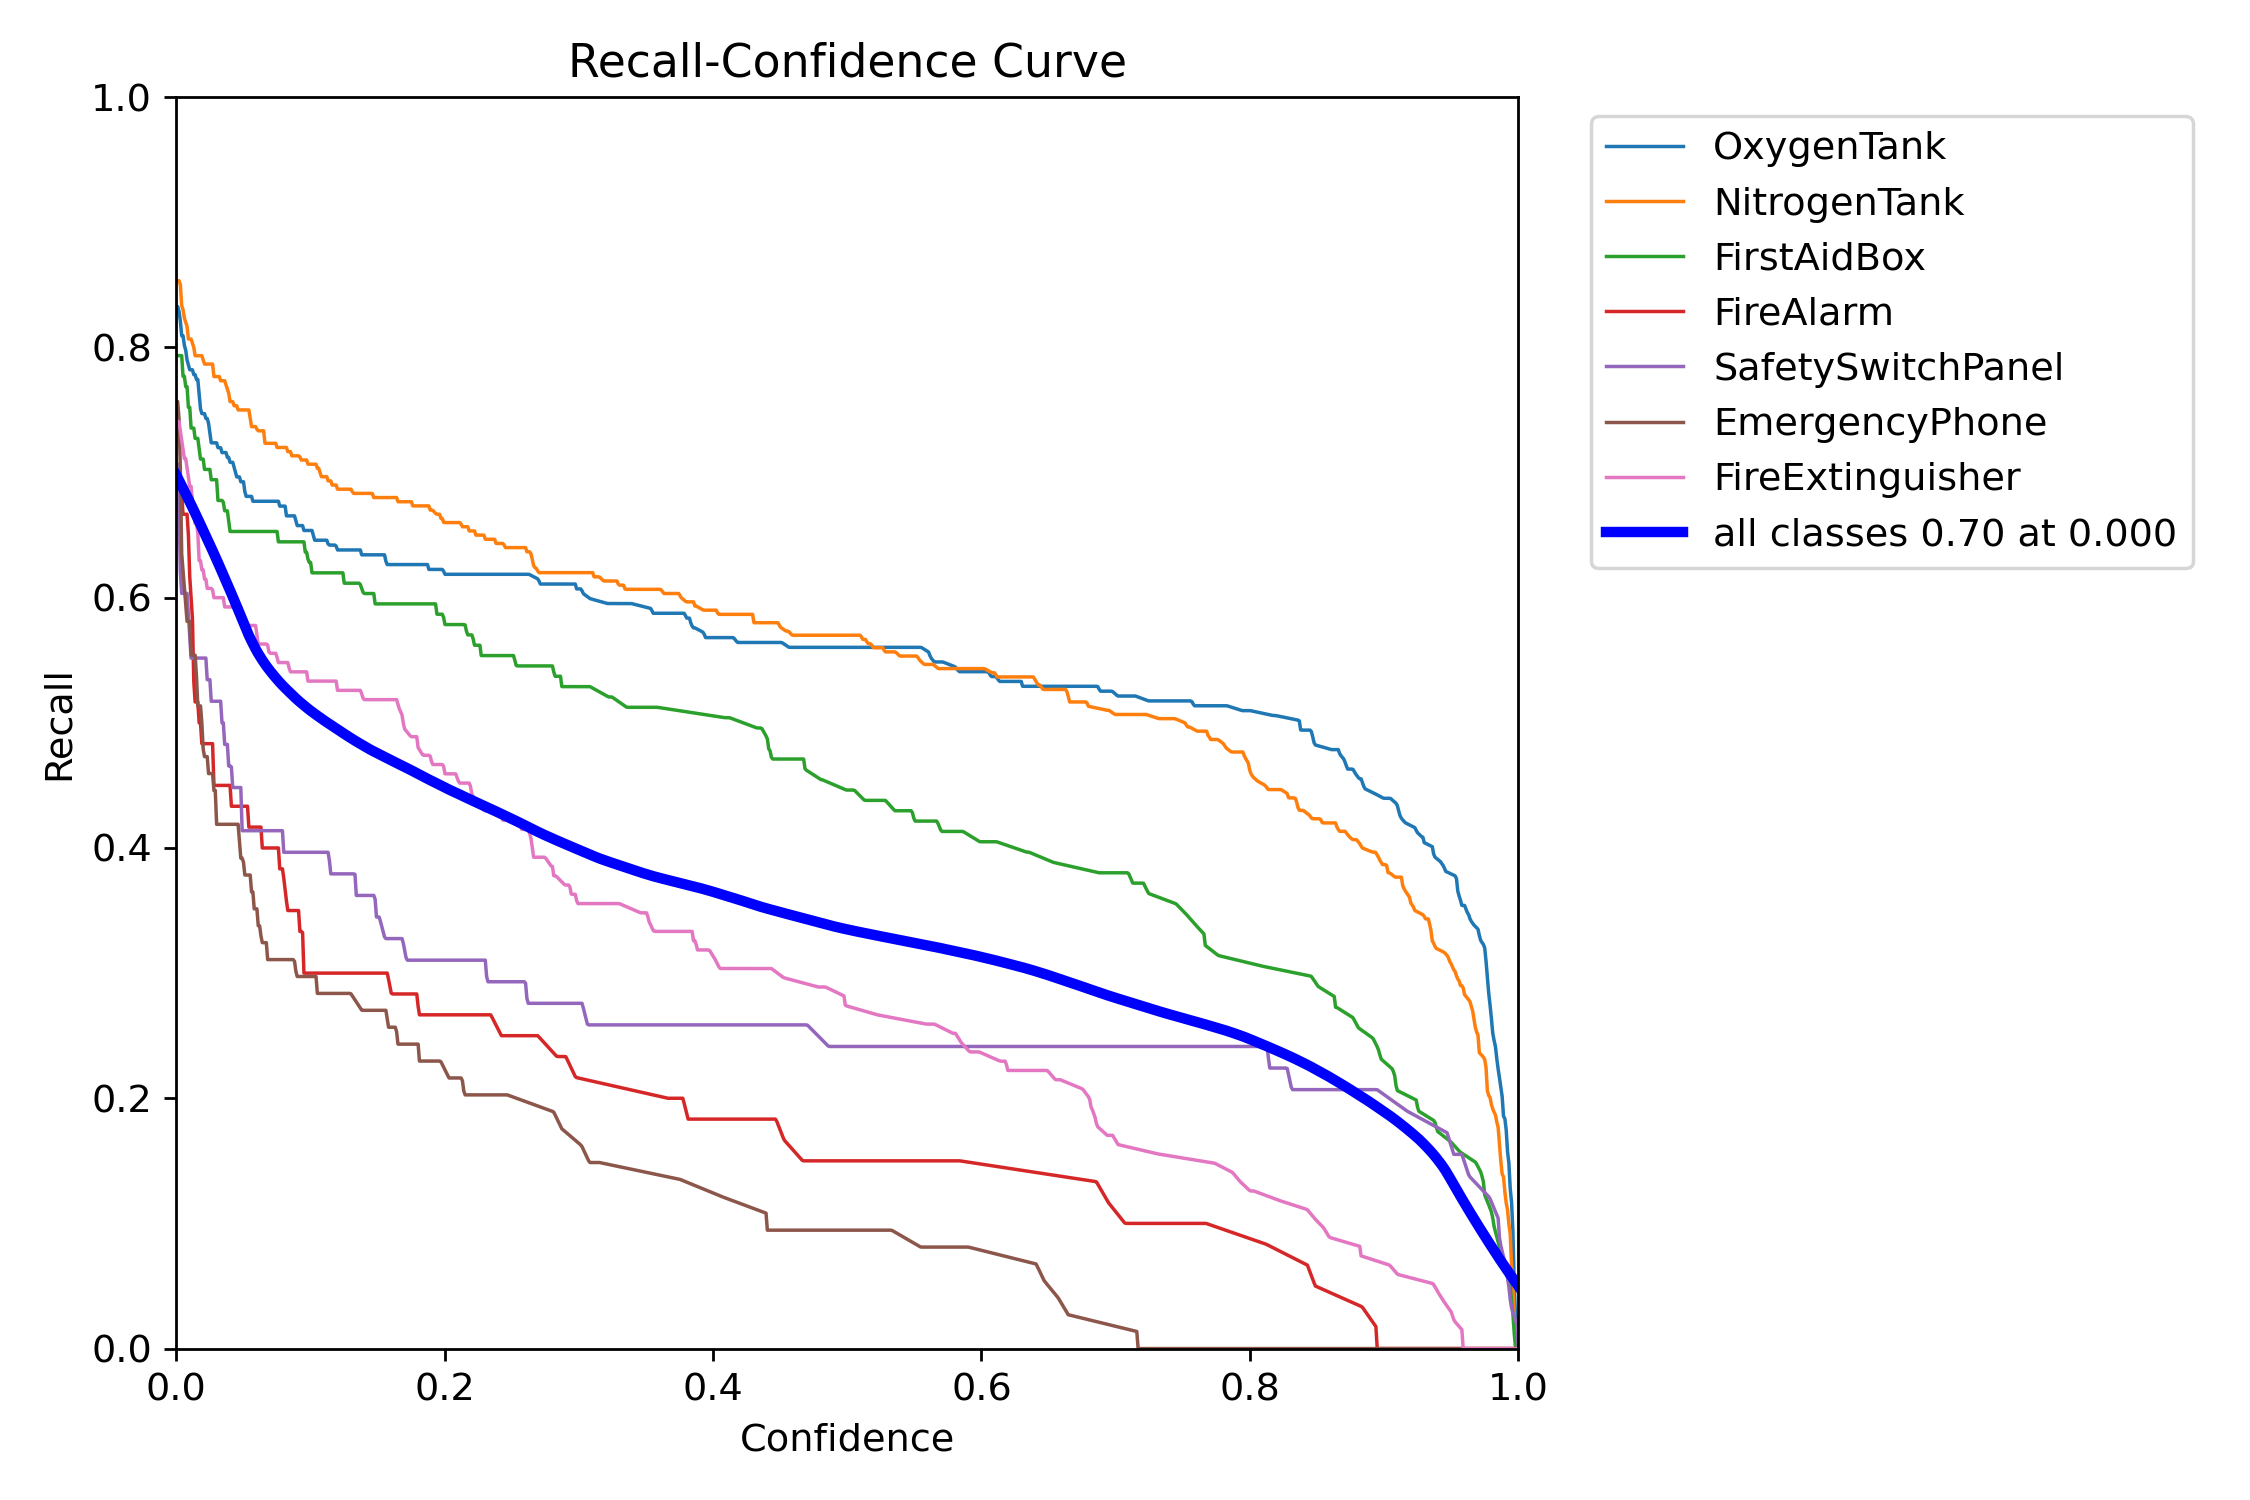 Recall-Confidence Curve
1.0
0.8
0.6
0.4
0.2
0.0
Recall
0.0 0.2 0.4 0.6 0.8 1.0
Confidence
OxygenTank
NitrogenTank
FirstAidBox
FireAlarm
SafetySwitchPanel
EmergencyPhone
FireExtinguisher
all classes 0.70 at 0.000